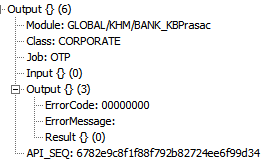 Output {} (6)
Module: GLOBAL/KHM/BANK_KBPrasac
Class: CORPORATE
Job: OTP
Input {} (0)
Output {} (3)
ErrorCode: 00000000
ErrorMessage:
Result {} (0)
API_SEQ: 6782e9c8f1f88f792b82724ee6f99d34